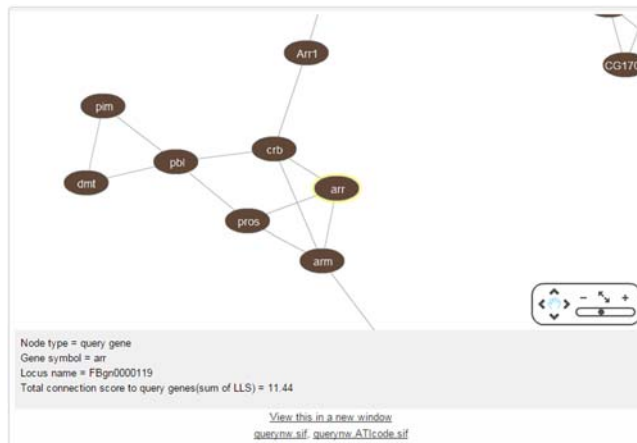 Arr1
CG170
pim
crb
pbl
dmt
arr
pros
arm
Node type = query gene
Gene symbol = arr
Locus name = FBgn0000119
Total connection score to query genes(sum of LLS) = 11.44
View this in a new window
querynw.sif, querynw.ATIcode.sif